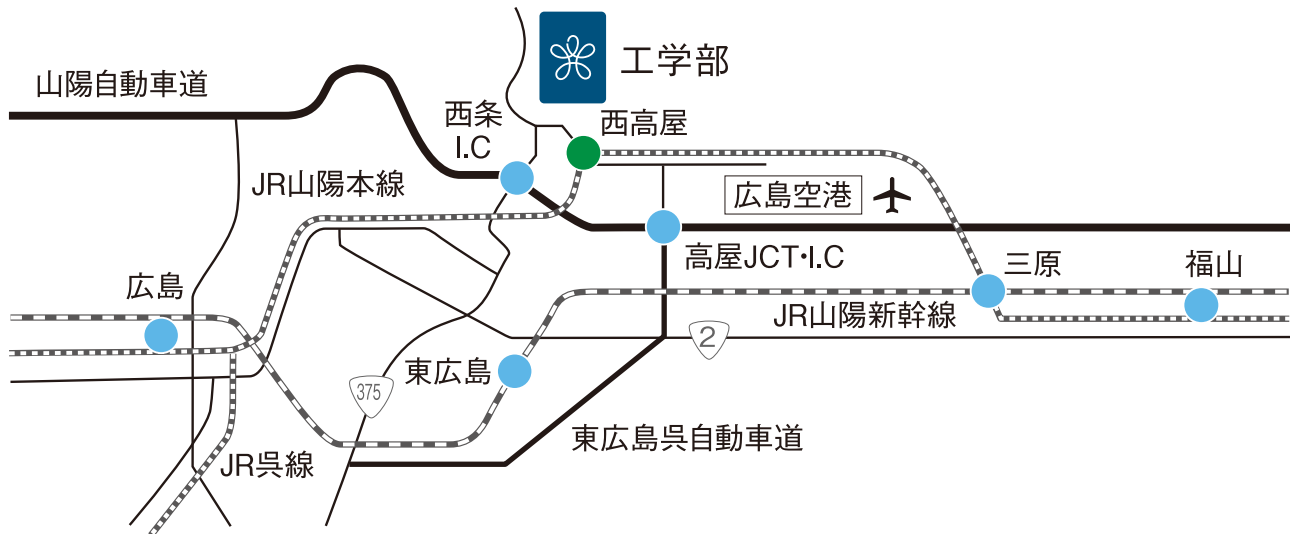 工学部
山陽自動車道
西条
I.C
西高屋
JR山陽本線
広島空港
高屋JCT・I.C
三原
福山
広島
JR山陽新幹線
2
東広島
375
東広島呉自動車道
JR呉線